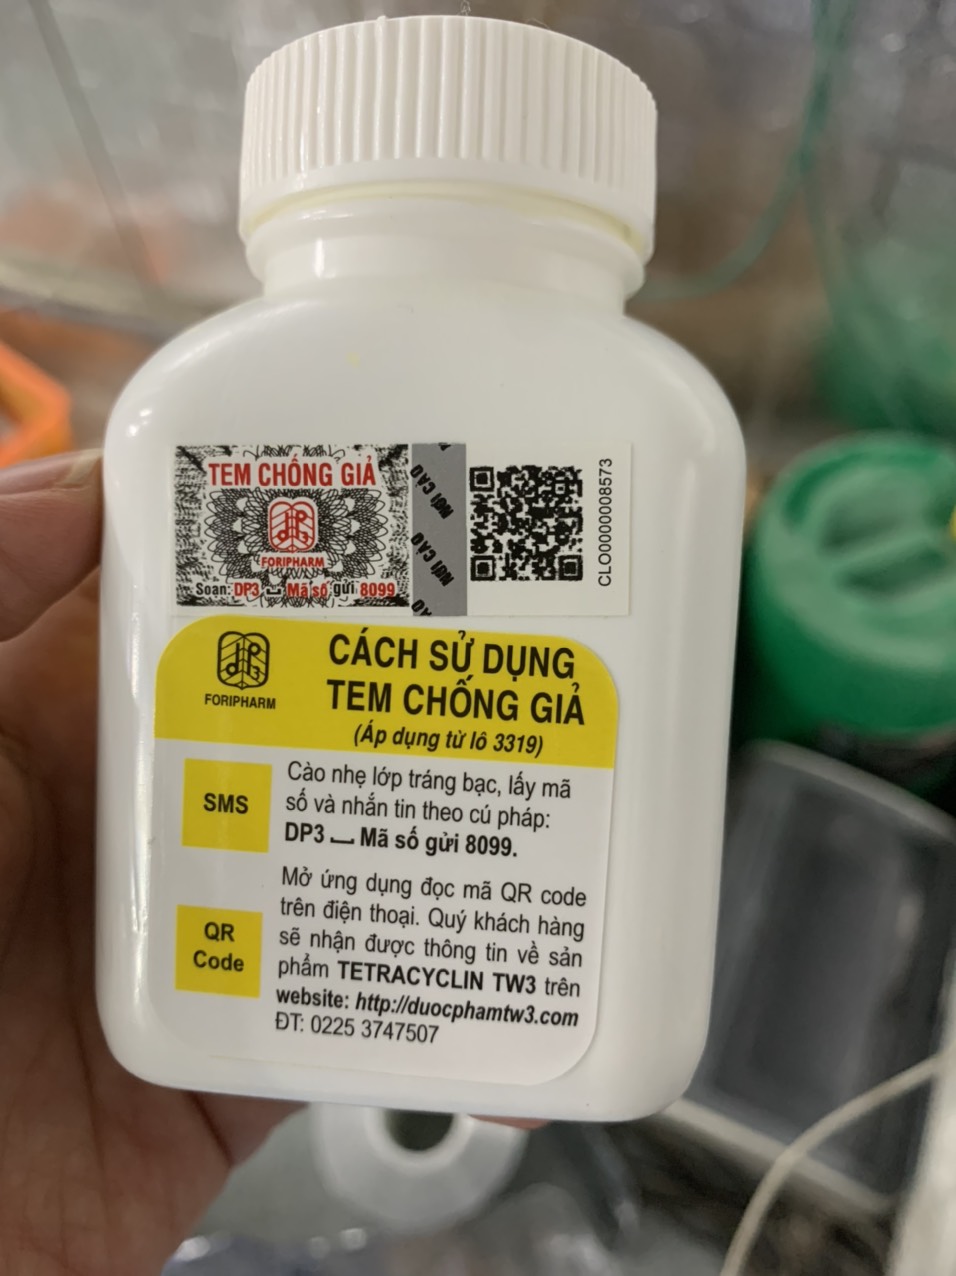 TEM CHỐNG GIẢ
FORIPHARM
Soạn: DP3 ⎵ Mã số gửi 8099
NƠI CÀO
NƠI CÀO
CLO00000008573
FORIPHARM
CÁCH SỬ DỤNG
TEM CHỐNG GIẢ
(Áp dụng từ lô 3319)
SMS
Cào nhẹ lớp tráng bạc, lấy mã
số và nhắn tin theo cú pháp:
DP3 ⎵ Mã số gửi 8099.
QR
Code
Mở ứng dụng đọc mã QR code
trên điện thoại. Quý khách hàng
sẽ nhận được thông tin về sản
phẩm TETRACYCLIN TW3 trên
website: http://duocphamtw3.com
ĐT: 0225 3747507